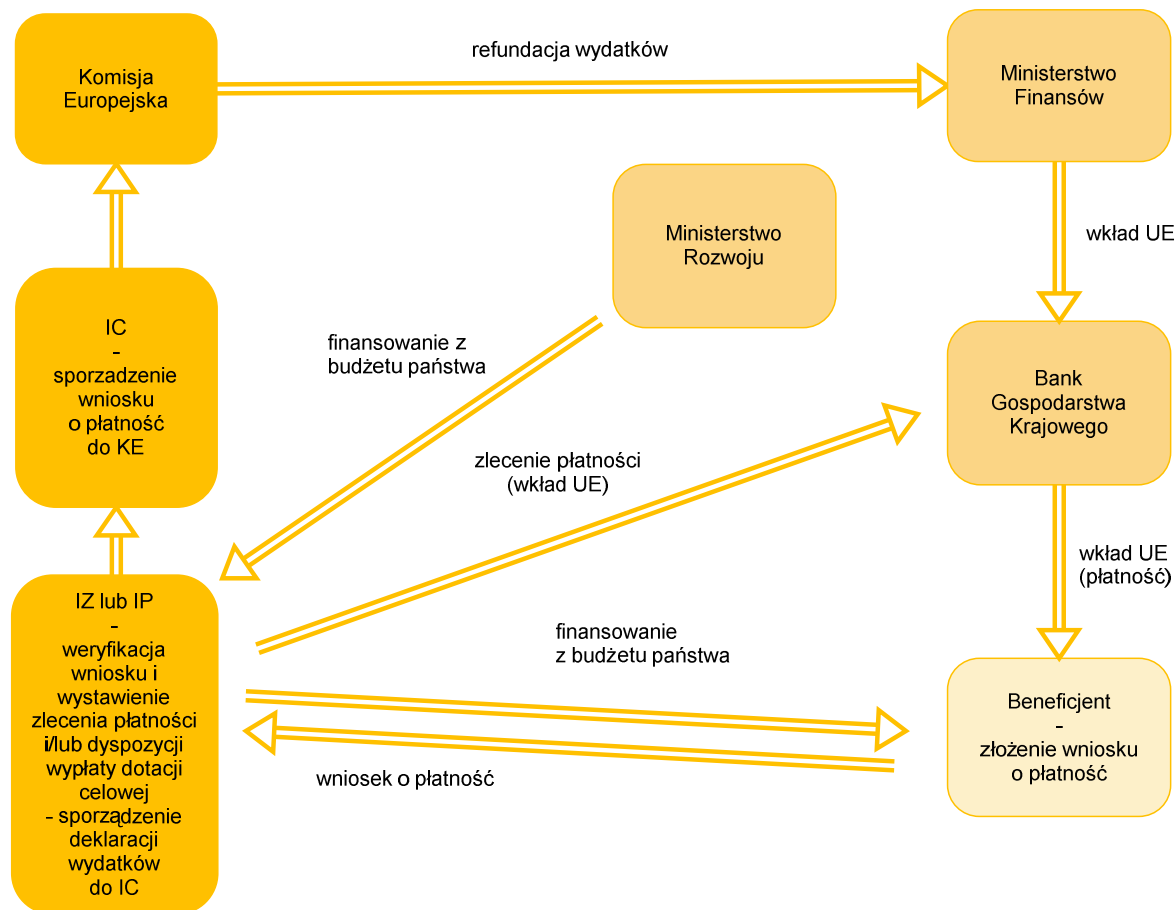 refundacja wydatków
Komisja
Europejska
Ministerstwo
Finansów
Ministerstwo
Rozwoju
wkład UE
IC
-
sporzadzenie
wniosku
o płatność
do KE
finansowanie z
budżetu państwa
Bank
Gospodarstwa
Krajowego
zlecenie płatności
(wkład UE)
wkład UE
(płatność)
IZ lub IP
-
weryfikacja
wniosku i
wystawienie
zlecenia płatności
i/lub dyspozycji
wypłaty dotacji
celowej
- sporządzenie
deklaracji
wydatków
do IC
finansowanie
z budżetu państwa
wniosek o płatność
Beneficjent
-
złożenie wniosku
o płatność